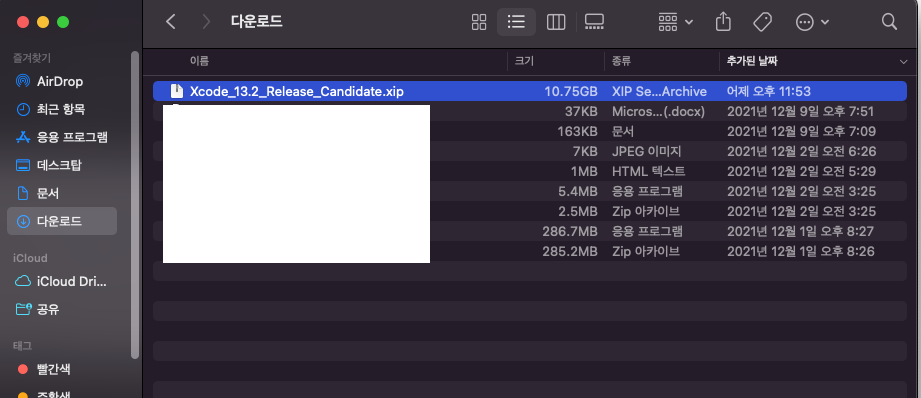 다운로드
즐겨찾기
AirDrop
최근 항목
응용 프로그램
데스크탑
문서
다운로드
iCloud
iCloud Dri...
공유
태그
빨간색
주황색
이름 크기 종류 추가된 날짜
Xcode_13.2_Release_Candidate.xip 10.75GB XIP Se...Archive 어제 오후 11:53
37KB Micros...(.docx) 2021년 12월 9일 오후 7:51
163KB 문서 2021년 12월 9일 오후 7:09
7KB JPEG 이미지 2021년 12월 2일 오전 6:26
1MB HTML 텍스트 2021년 12월 2일 오전 5:29
5.4MB 응용 프로그램 2021년 12월 2일 오전 3:25
2.5MB Zip 아카이브 2021년 12월 2일 오전 3:25
286.7MB 응용 프로그램 2021년 12월 1일 오후 8:27
285.2MB Zip 아카이브 2021년 12월 1일 오후 8:26